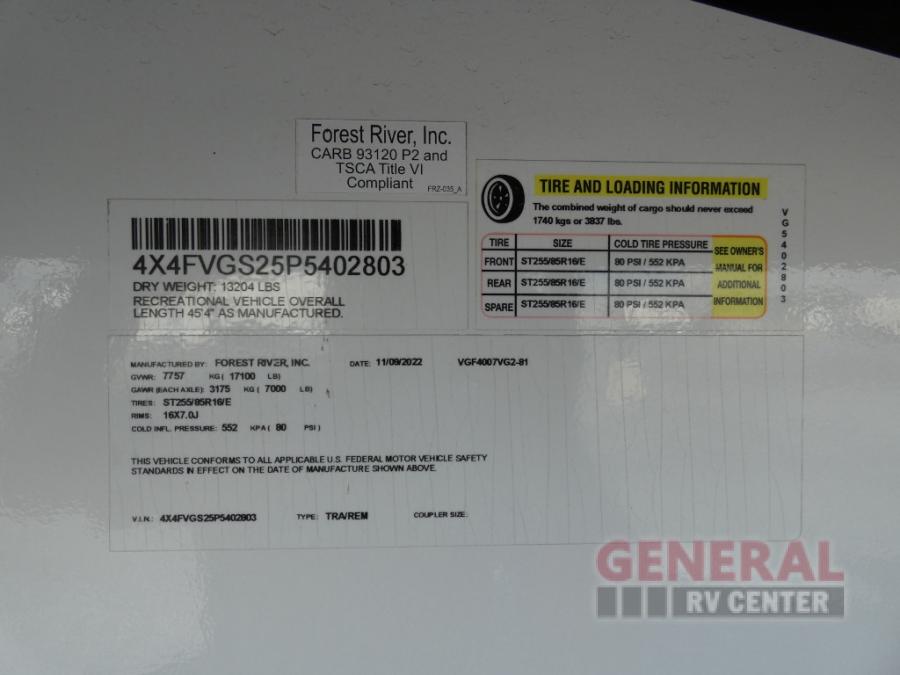 Forest River, Inc.
CARB 93120 P2 and
TSCA Title VI
Compliant
FRZ-035_A
4X4FVGS25P5402803
DRY WEIGHT: 13204 LBS
RECREATIONAL VEHICLE OVERALL
LENGTH 45'4" AS MANUFACTURED.
TIRE AND LOADING INFORMATION
The combined weight of cargo should never exceed
1740 kgs or 3837 lbs.
TIRE SIZE COLD TIRE PRESSURE
FRONT ST255/85R16/E 80 PSI / 552 KPA
REAR ST255/85R16/E 80 PSI / 552 KPA
SPARE ST255/85R16/E 80 PSI / 552 KPA
SEE OWNER'S
MANUAL FOR
ADDITIONAL
INFORMATION
VG5402803
MANUFACTURED BY: FOREST RIVER, INC. DATE: 11/09/2022 VGF4007VG2-81
GVWR: 7757 KG ( 17100 LB)
GAWR (EACH AXLE): 3175 KG ( 7000 LB)
TIRES: ST255/85R16/E
RIMS: 16X7.0J
COLD INFL. PRESSURE: 552 KPA ( 80 PSI )
THIS VEHICLE CONFORMS TO ALL APPLICABLE U.S. FEDERAL MOTOR VEHICLE SAFETY
STANDARDS IN EFFECT ON THE DATE OF MANUFACTURE SHOWN ABOVE.
V.I.N.: 4X4FVGS25P5402803 TYPE: TRA/REM COUPLER SIZE:
GENERAL
RV CENTER